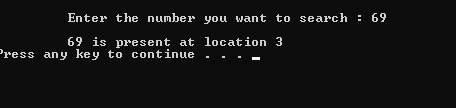 Enter the number you want to search : 69
69 is present at location 3
Press any key to continue . . .